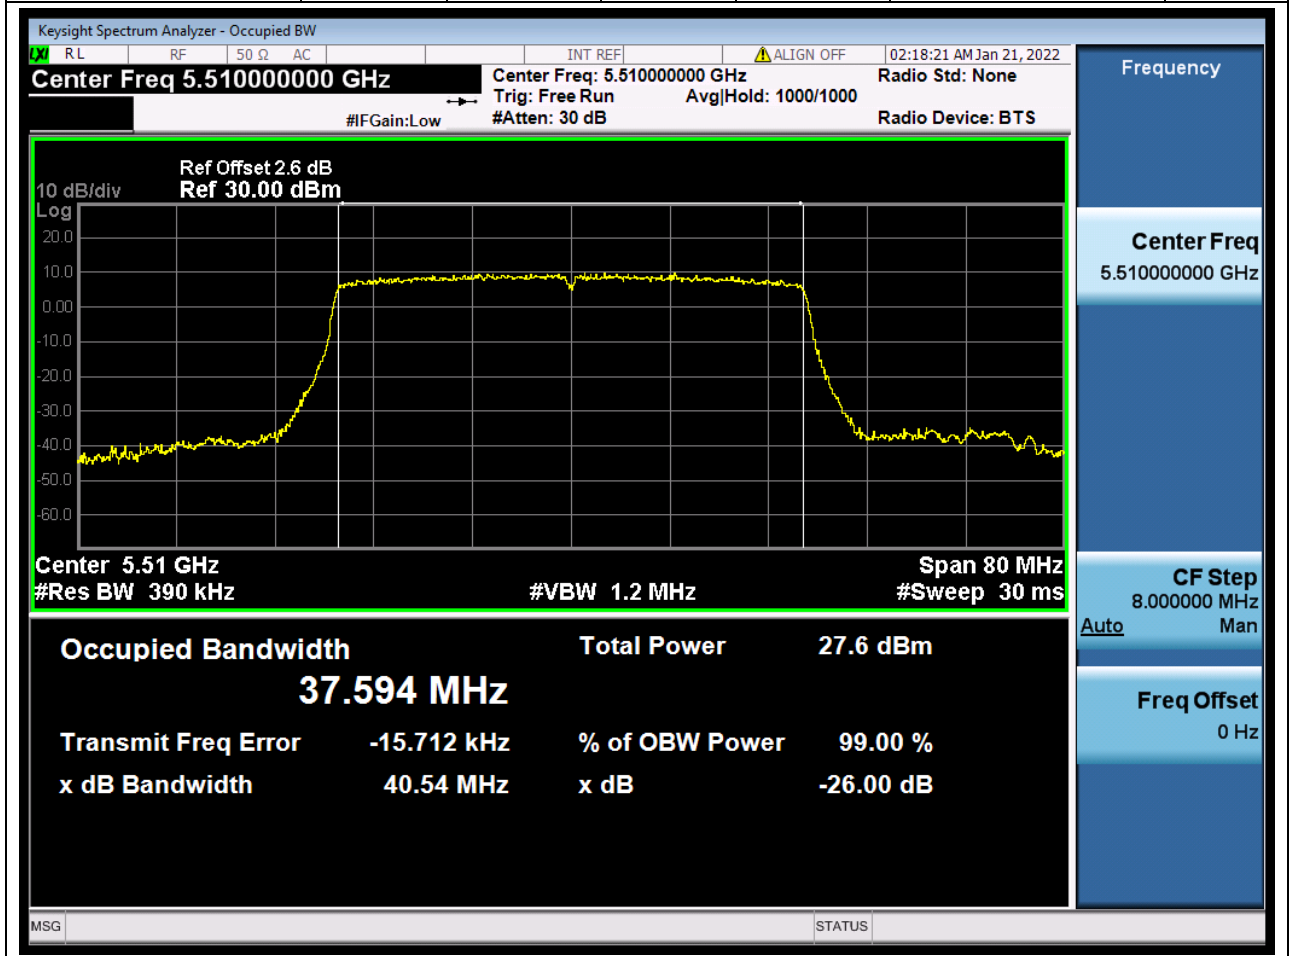 Keysight Spectrum Analyzer - Occupied BW
LXI RL RF 50 Ω AC INT REF ALIGN OFF 02:18:21 AM Jan 21, 2022
Center Freq 5.510000000 GHz
Center Freq: 5.510000000 GHz Radio Std: None
Trig: Free Run Avg|Hold: 1000/1000
#IFGain:Low #Atten: 30 dB Radio Device: BTS
Ref Offset 2.6 dB
10 dB/div Ref 30.00 dBm
Log
20.0
10.0
0.00
-10.0
-20.0
-30.0
-40.0
-50.0
-60.0
Center 5.51 GHz Span 80 MHz
#Res BW 390 kHz #VBW 1.2 MHz #Sweep 30 ms
Occupied Bandwidth Total Power 27.6 dBm
37.594 MHz
Transmit Freq Error -15.712 kHz % of OBW Power 99.00 %
x dB Bandwidth 40.54 MHz x dB -26.00 dB
Frequency
Center Freq
5.510000000 GHz
CF Step
8.000000 MHz
Auto Man
Freq Offset
0 Hz
MSG STATUS